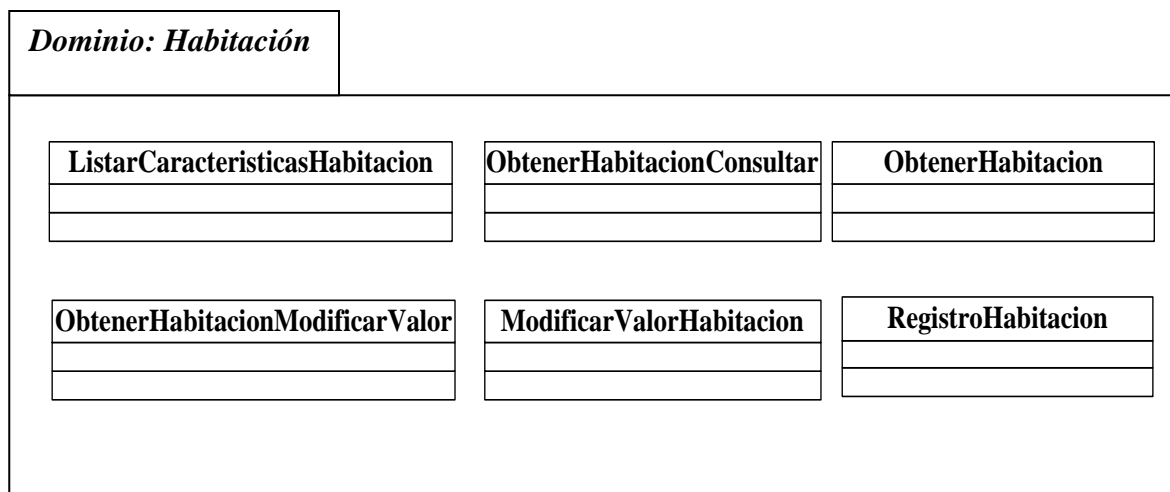 Dominio: Habitación
ListarCaracteristicasHabitacion
ObtenerHabitacionConsultar
ObtenerHabitacion
ObtenerHabitacionModificarValor
ModificarValorHabitacion
RegistroHabitacion